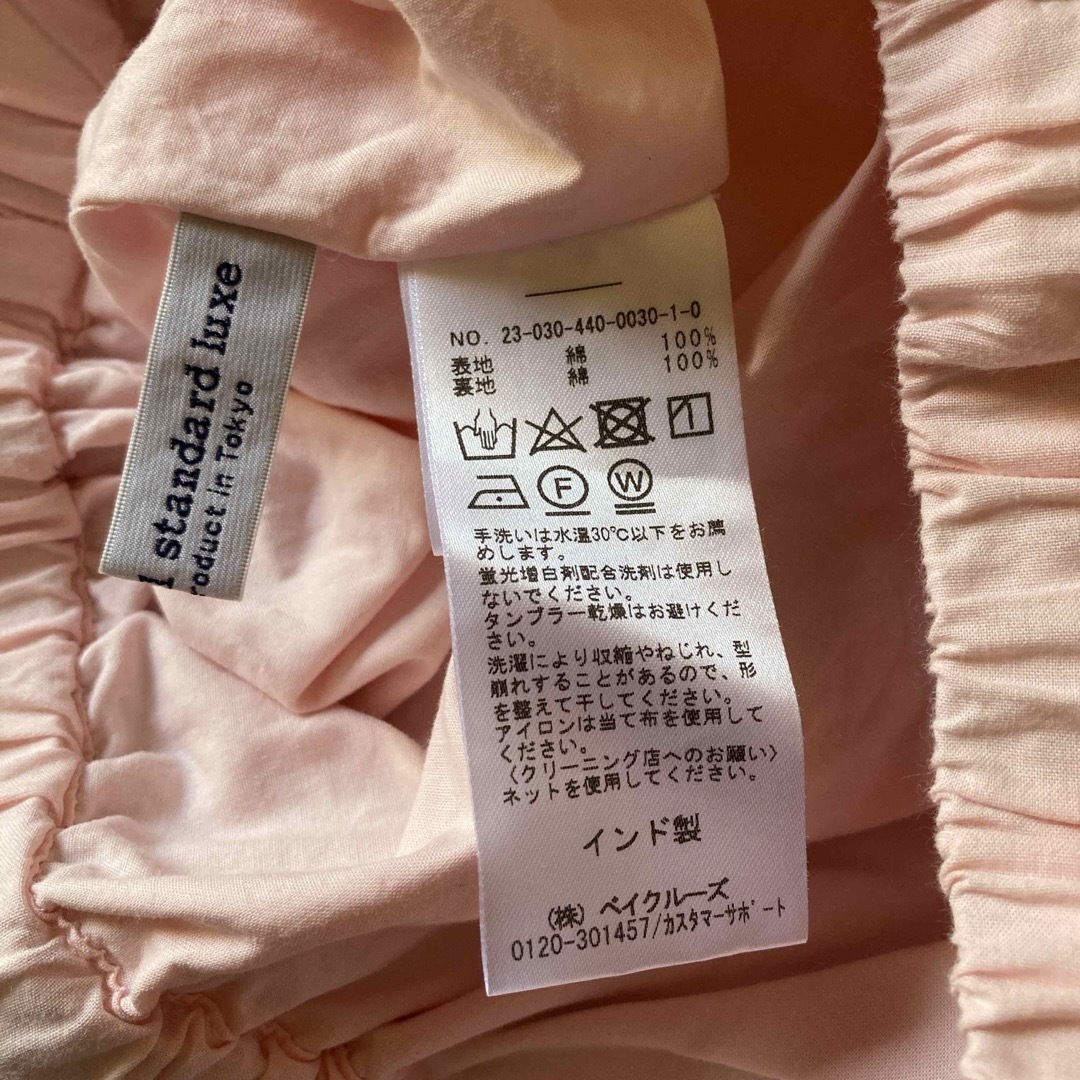 l standard luxe
roduct in Tokyo
NO. 23-030-440-0030-1-0
表地 綿 100%
裏地 綿 100%
F
W
手洗いは水温30℃以下をお薦
めします。
蛍光増白剤配合洗剤は使用し
ないでください。
タンブラー乾燥はお避けくだ
さい。
洗濯により収縮やねじれ、型
崩れすることがあるので、形
を整えて干してください。
アイロンは当て布を使用して
ください。
〈クリーニング店へのお願い〉
ネットを使用してください。
インド製
(株) ベイクルーズ
0120-301457/カスタマーサポート